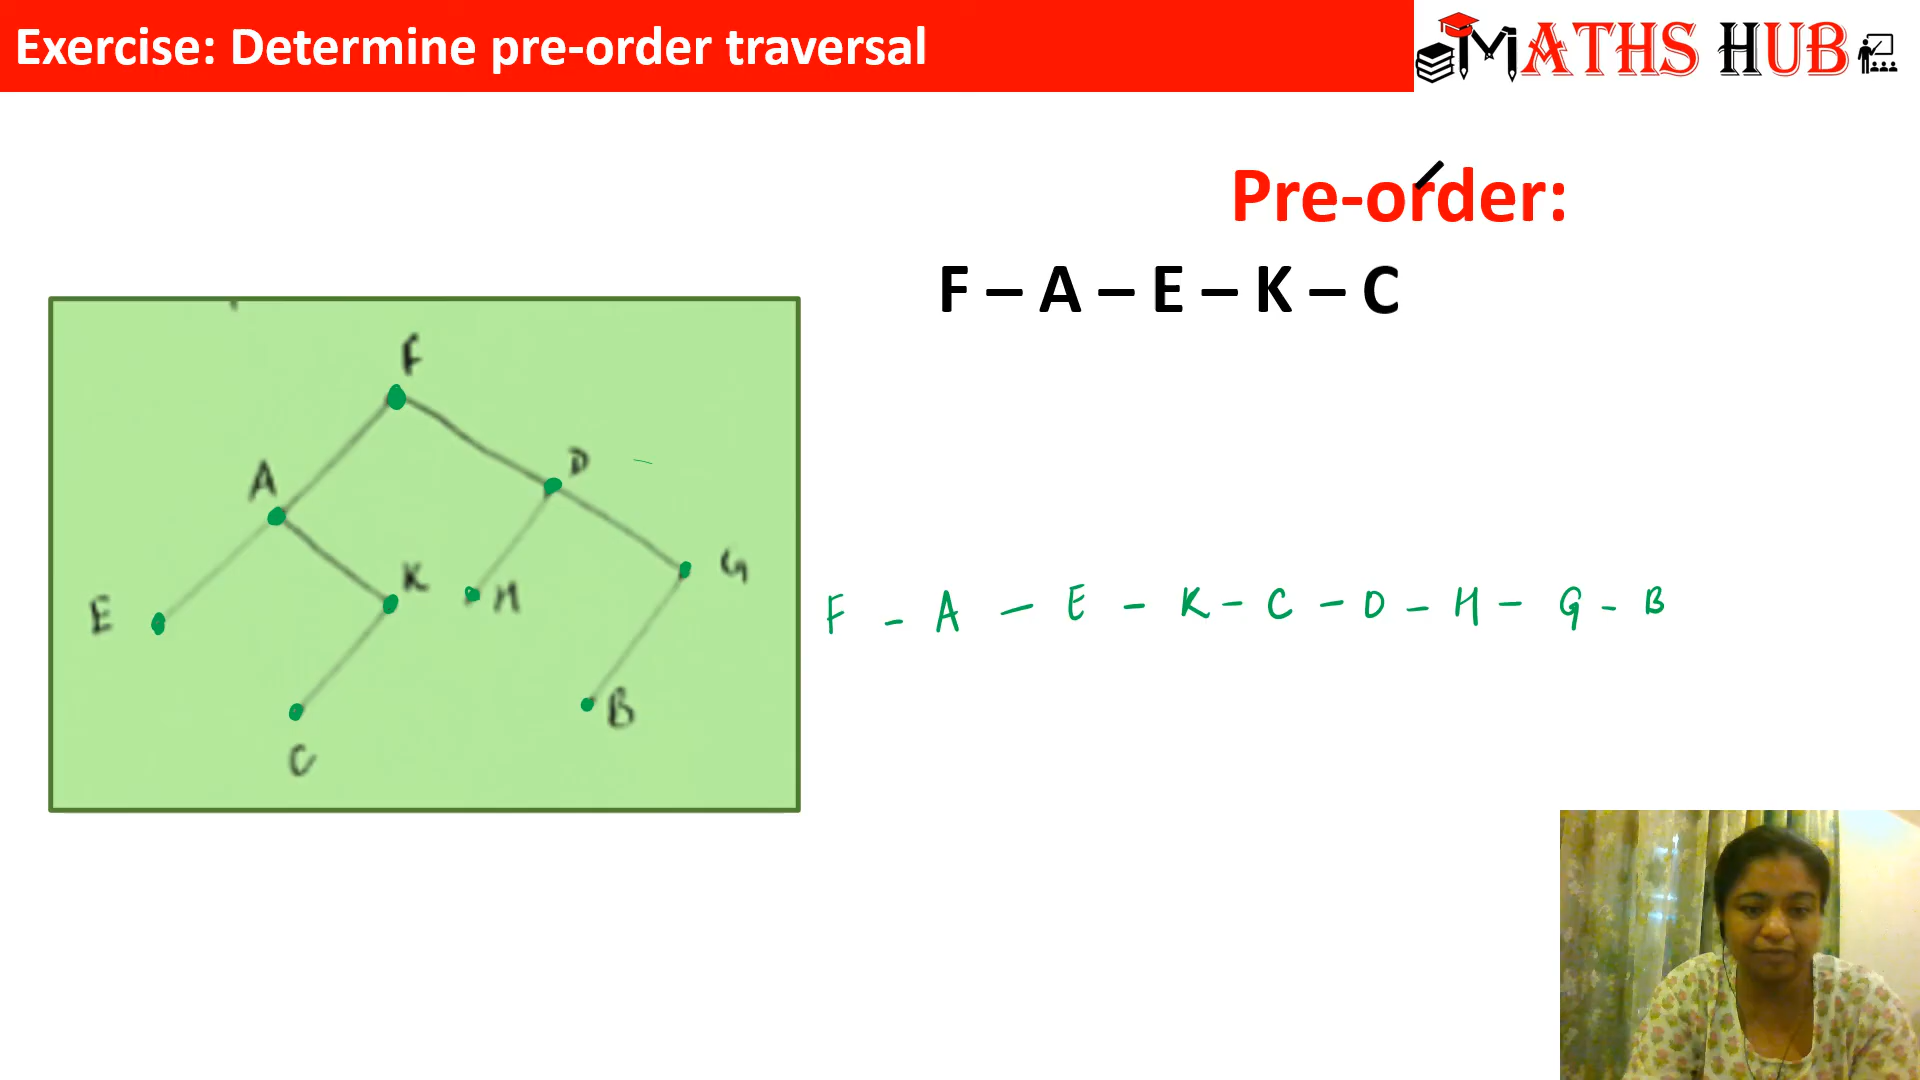 Exercise: Determine pre-order traversal
MATHS HUB
Pre-order:
F – A – E – K – C
F
A
D
E
K
H
G
C
B
F - A - E - K - C - D - H - G - B